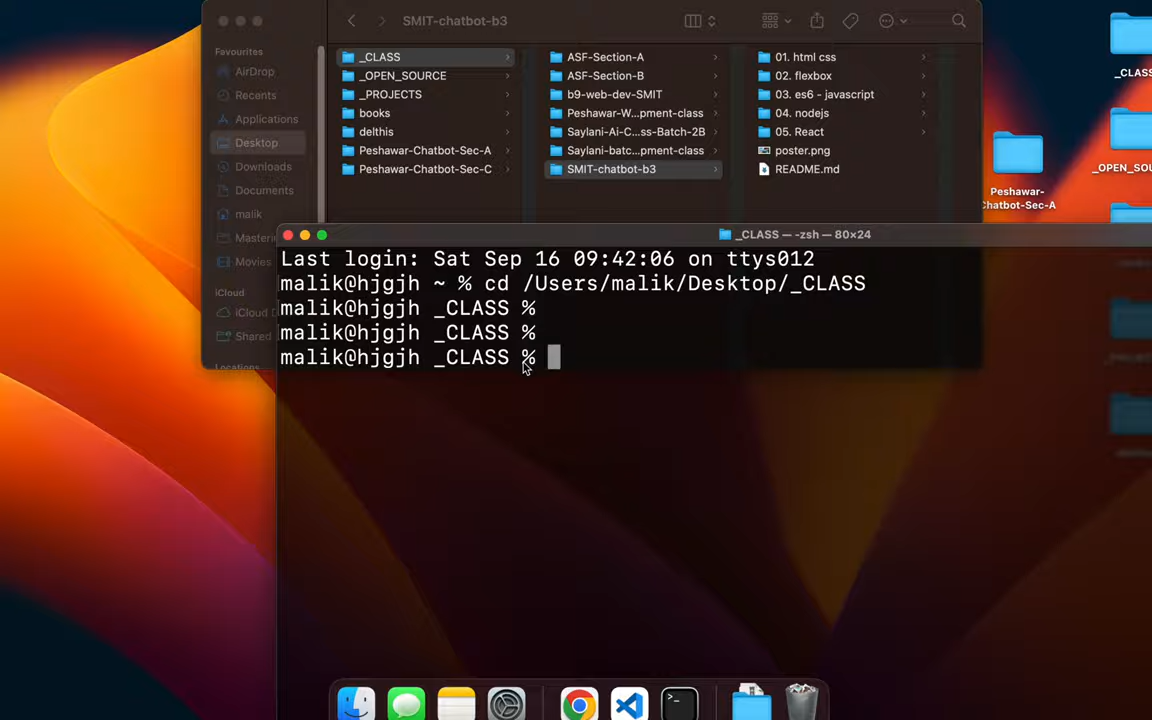 SMIT-chatbot-b3
Favourites
AirDrop
Recents
Applications
Desktop
Downloads
Documents
malik
Movies
iCloud
iCloud
Shared
_CLASS
_OPEN_SOURCE
_PROJECTS
books
delthis
Peshawar-Chatbot-Sec-A
Peshawar-Chatbot-Sec-C
ASF-Section-A
ASF-Section-B
b9-web-dev-SMIT
Peshawar-W...pment-class
Saylani-Ai-C...ss-Batch-2B
Saylani-batc...pment-class
SMIT-chatbot-b3
01. html css
02. flexbox
03. es6 - javascript
04. nodejs
05. React
poster.png
README.md
_CLASS
_OPEN_SOU
Peshawar-
Chatbot-Sec-A
_CLASS — -zsh — 80×24
Last login: Sat Sep 16 09:42:06 on ttys012
malik@hjgjh ~ % cd /Users/malik/Desktop/_CLASS
malik@hjgjh _CLASS %
malik@hjgjh _CLASS %
malik@hjgjh _CLASS %